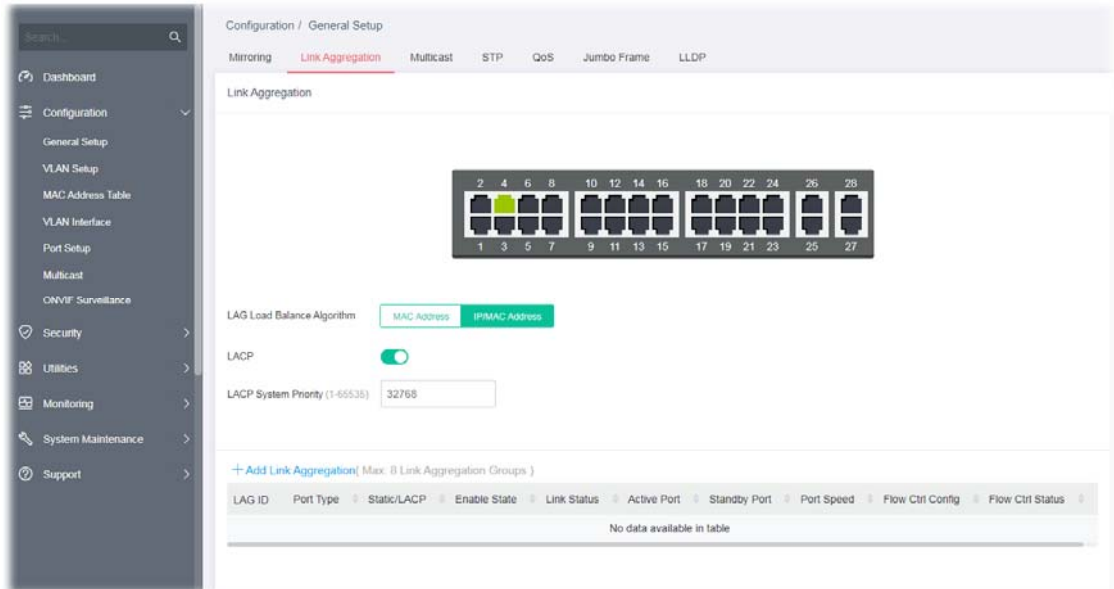 Search...
Dashboard
Configuration
General Setup
VLAN Setup
MAC Address Table
VLAN Interface
Port Setup
Multicast
ONVIF Surveillance
Security
Utilities
Monitoring
System Maintenance
Support
Configuration / General Setup
Mirroring Link Aggregation Multicast STP QoS Jumbo Frame LLDP
Link Aggregation
2 4 6 8 10 12 14 16 18 20 22 24 26 28
1 3 5 7 9 11 13 15 17 19 21 23 25 27
LAG Load Balance Algorithm MAC Address IP/MAC Address
LACP
LACP System Priority (1-65535) 32768
+Add Link Aggregation( Max: 8 Link Aggregation Groups )
LAG ID Port Type Static/LACP Enable State Link Status Active Port Standby Port Port Speed Flow Ctrl Config Flow Ctrl Status
No data available in table